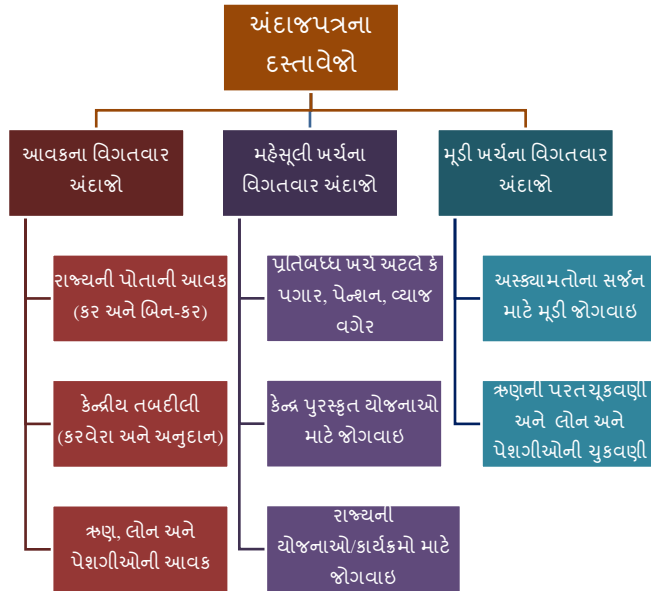 અંદાજપત્રના
દસ્તાવેજો
આવકના વિગતવાર
અંદાજો
રાજ્યની પોતાની આવક
(કર અને બિન-કર)
કેન્દ્રીય તબદીલી
(કરવેરા અને અનુદાન)
ઋણ, લોન અને
પેશગીઓની આવક
મહેસૂલી ખર્ચના
વિગતવાર અંદાજો
પ્રતિબધ્ધ ખર્ચ અટલે કે
પગાર, પેન્શન, વ્યાજ
વગેર
કેન્દ્ર પુરસ્કૃત યોજનાઓ
માટે જોગવાઇ
રાજ્યની
યોજનાઓ/કાર્યક્રમો માટે
જોગવાઇ
મૂડી ખર્ચના વિગતવાર
અંદાજો
અસ્ક્યામતોના સર્જન
માટે મૂડી જોગવાઇ
ઋણની પરતચૂકવણી
અને લોન અને
પેશગીઓની ચુકવણી